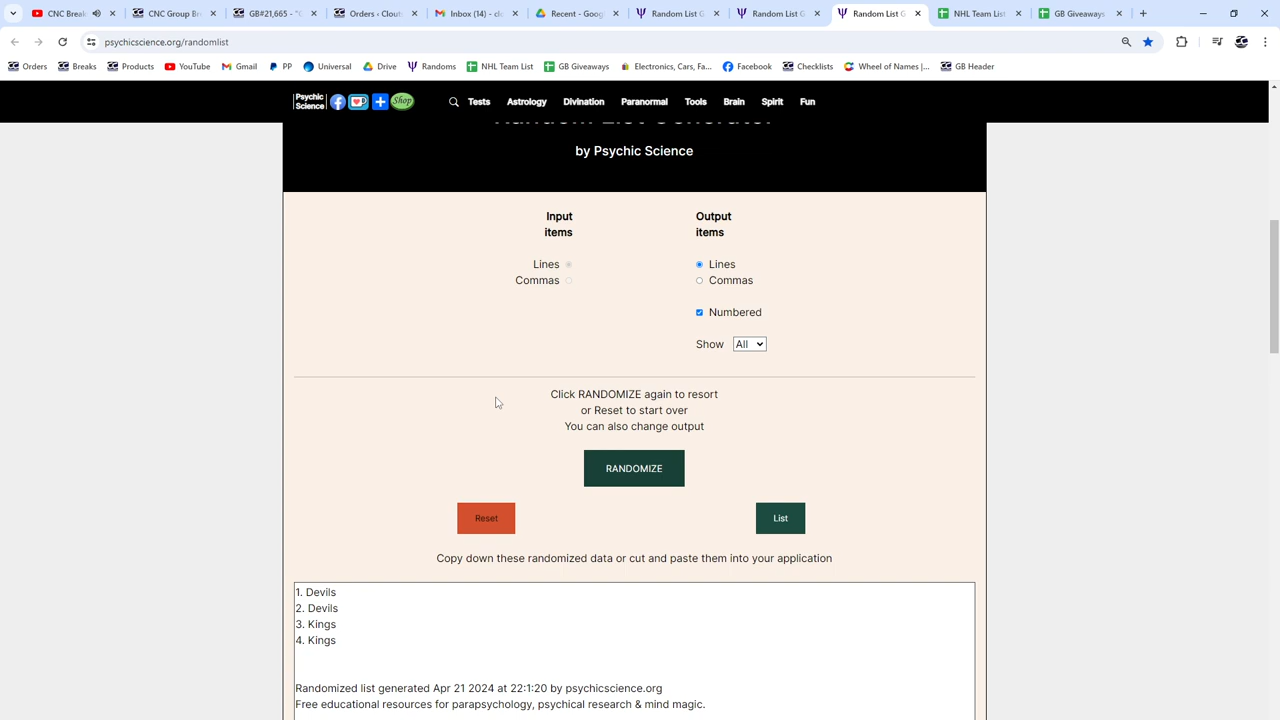 CNC Break
CNC Group Br
GB#21,665 - "
Orders · Clout
Inbox (14) - cl
Recent - Goog
Random List G
Random List G
Random List G
NHL Team List
GB Giveaways
psychicscience.org/randomlist
Orders
Breaks
Products
YouTube
Gmail
PP
Universal
Drive
Randoms
NHL Team List
GB Giveaways
Electronics, Cars, Fa...
Facebook
Checklists
Wheel of Names |...
GB Header
Psychic Science
Shop
Tests
Astrology
Divination
Paranormal
Tools
Brain
Spirit
Fun
Random List Generator
by Psychic Science
Input
items
Output
items
Lines
Lines
Commas
Commas
Numbered
Show All
Click RANDOMIZE again to resort
or Reset to start over
You can also change output
RANDOMIZE
Reset
List
Copy down these randomized data or cut and paste them into your application
1. Devils
2. Devils
3. Kings
4. Kings
Randomized list generated Apr 21 2024 at 22:1:20 by psychicscience.org
Free educational resources for parapsychology, psychical research & mind magic.